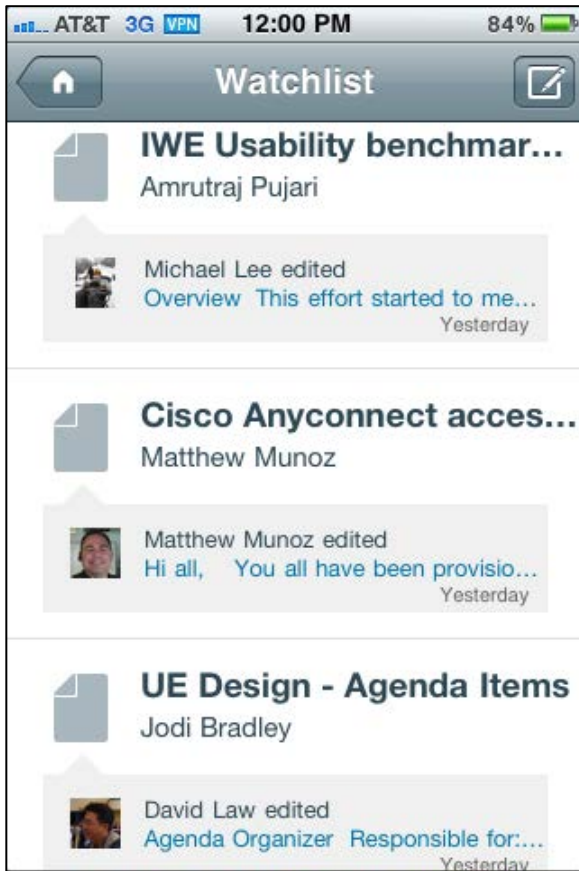 AT&T 3G VPN 12:00 PM 84%
Watchlist
IWE Usability benchmar...
Amrutraj Pujari
Michael Lee edited
Overview This effort started to me...
Yesterday
Cisco Anyconnect acces...
Matthew Munoz
Matthew Munoz edited
Hi all, You all have been provisio...
Yesterday
UE Design - Agenda Items
Jodi Bradley
David Law edited
Agenda Organizer Responsible for:...
Yesterday